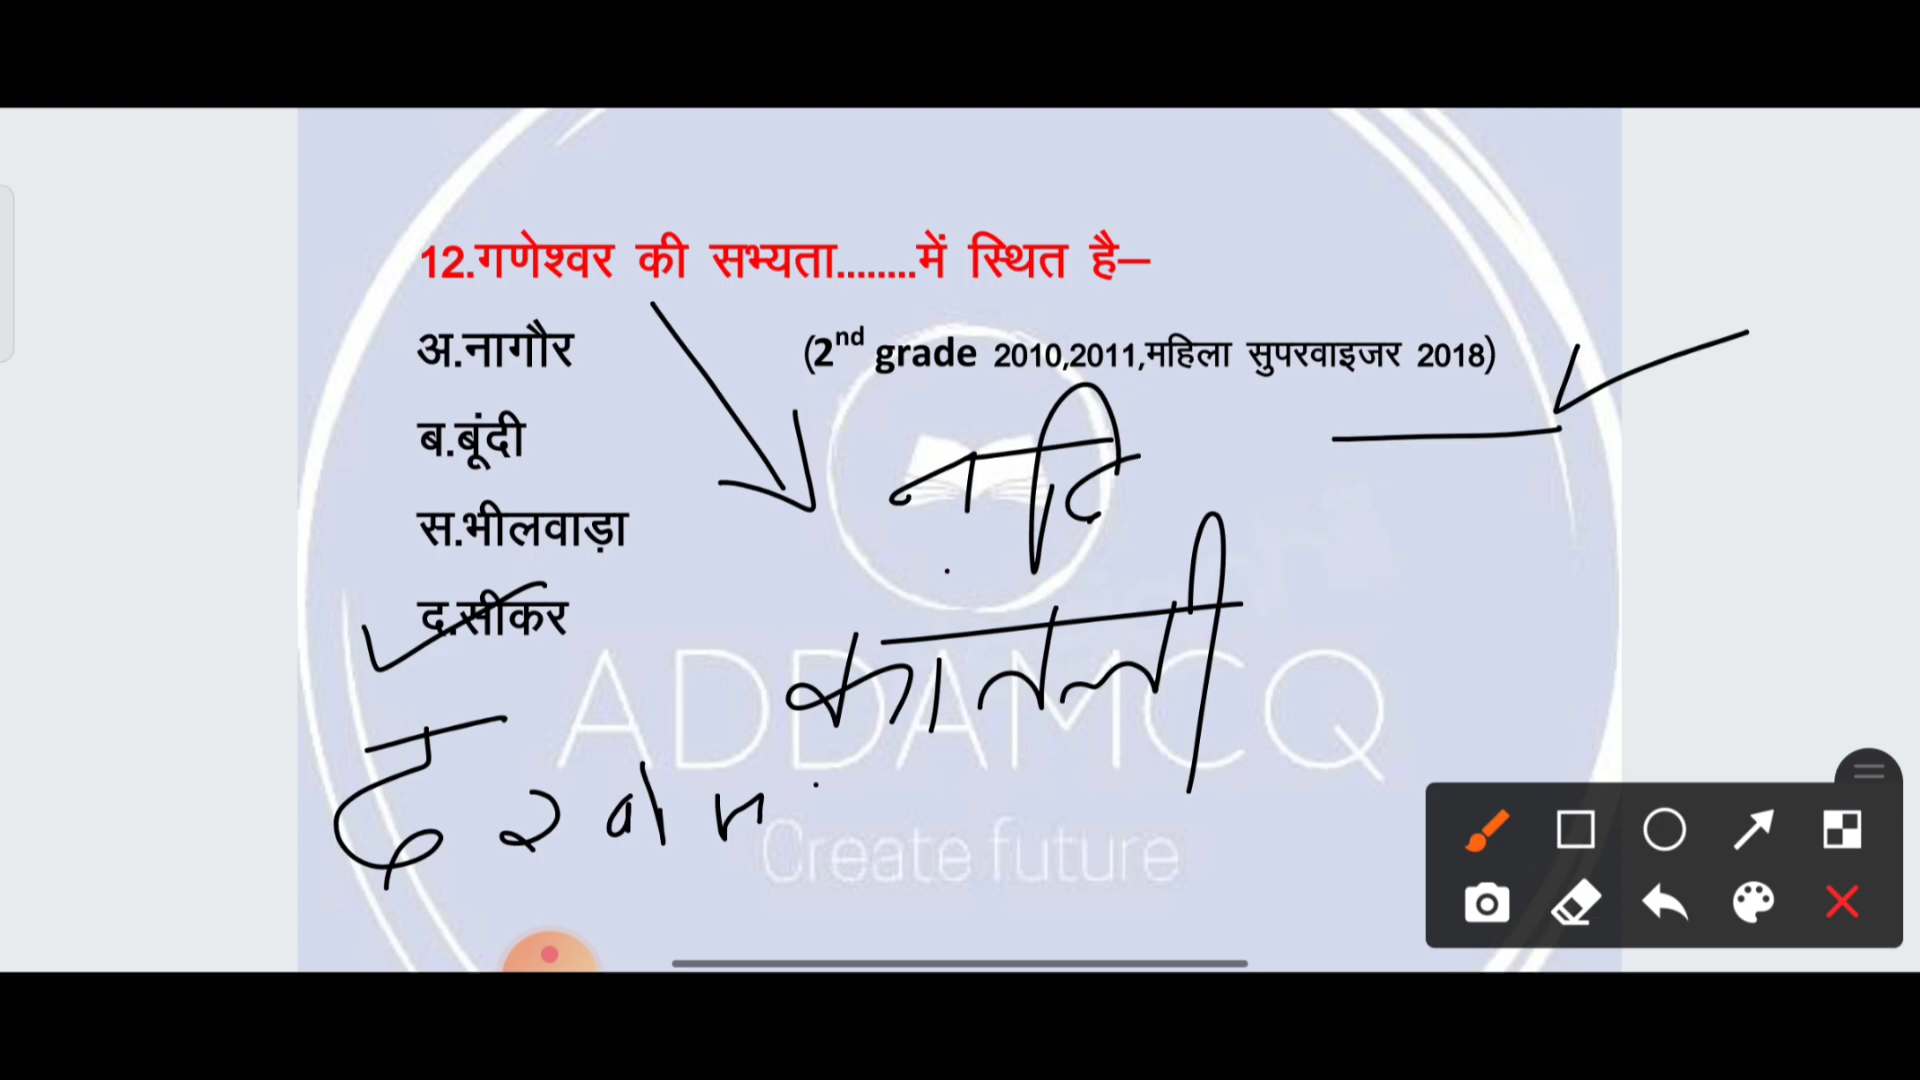 12.गणेश्वर की सभ्यता........में स्थित है–
अ.नागौर (2nd grade 2010,2011,महिला सुपरवाइजर 2018)
ब.बूंदी
स.भीलवाड़ा
द.सीकर
कातली
ADDAMCQ
Create future